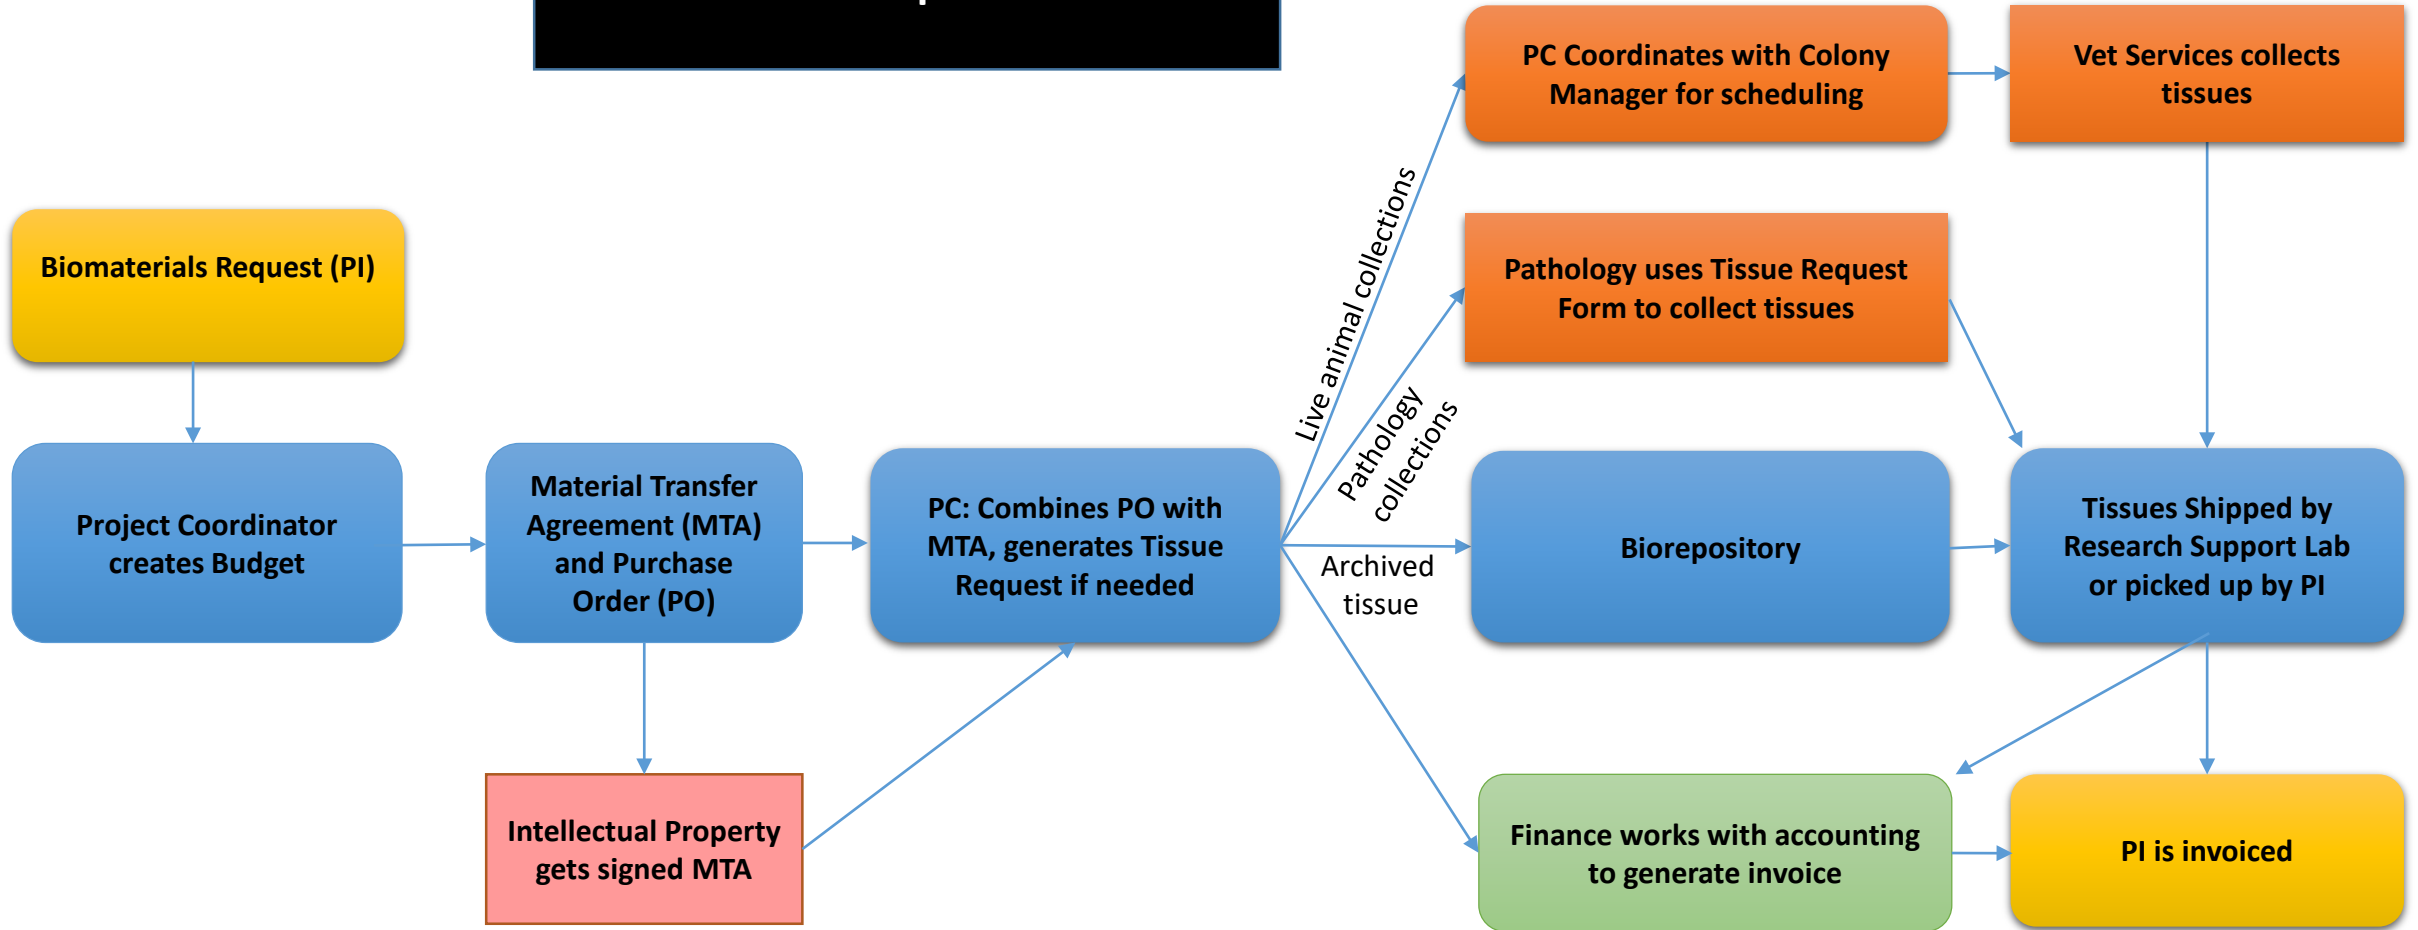 PC Coordinates with Colony
Manager for scheduling
Vet Services collects
tissues
Biomaterials Request (PI)
Live animal collections
Pathology uses Tissue Request
Form to collect tissues
Pathology
collections
Project Coordinator
creates Budget
Material Transfer
Agreement (MTA)
and Purchase
Order (PO)
PC: Combines PO with
MTA, generates Tissue
Request if needed
Archived
tissue
Biorepository
Tissues Shipped by
Research Support Lab
or picked up by PI
Intellectual Property
gets signed MTA
Finance works with accounting
to generate invoice
PI is invoiced